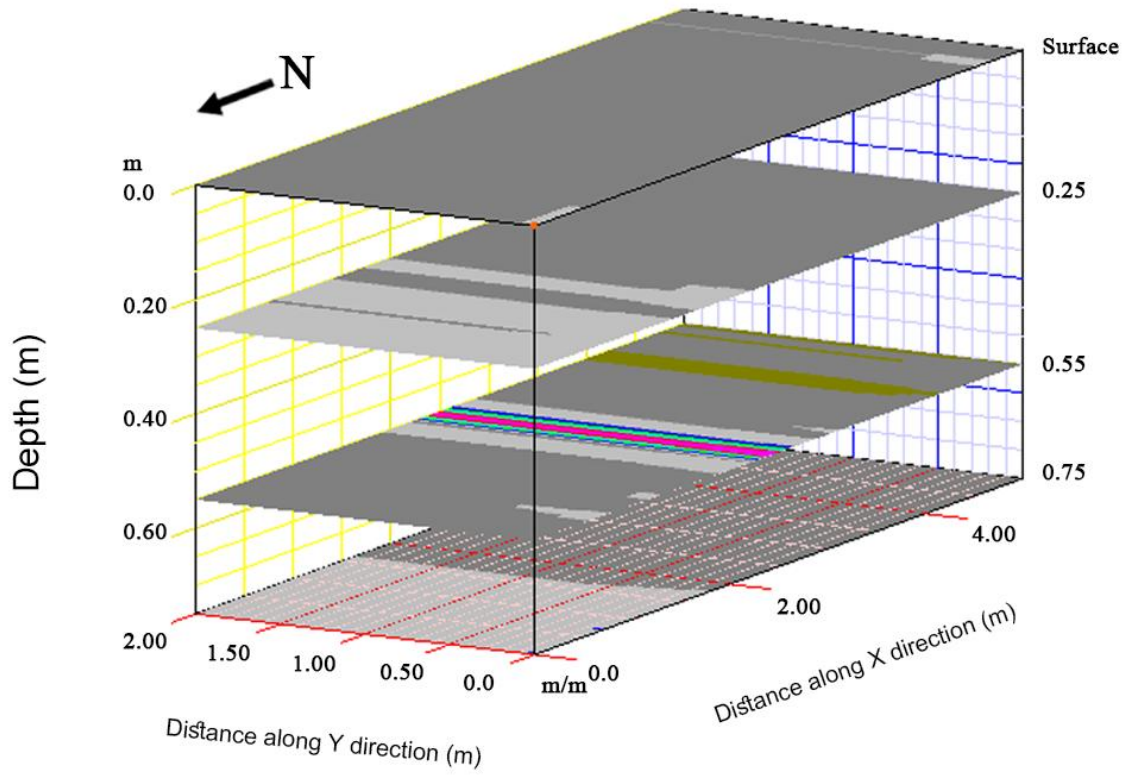 Surface
N
m
0.0
0.25
0.20
0.55
0.40
0.75
0.60
4.00
2.00
2.00
1.50
1.00
0.50
0.0
m/m
0.0
Depth (m)
Distance along X direction (m)
Distance along Y direction (m)